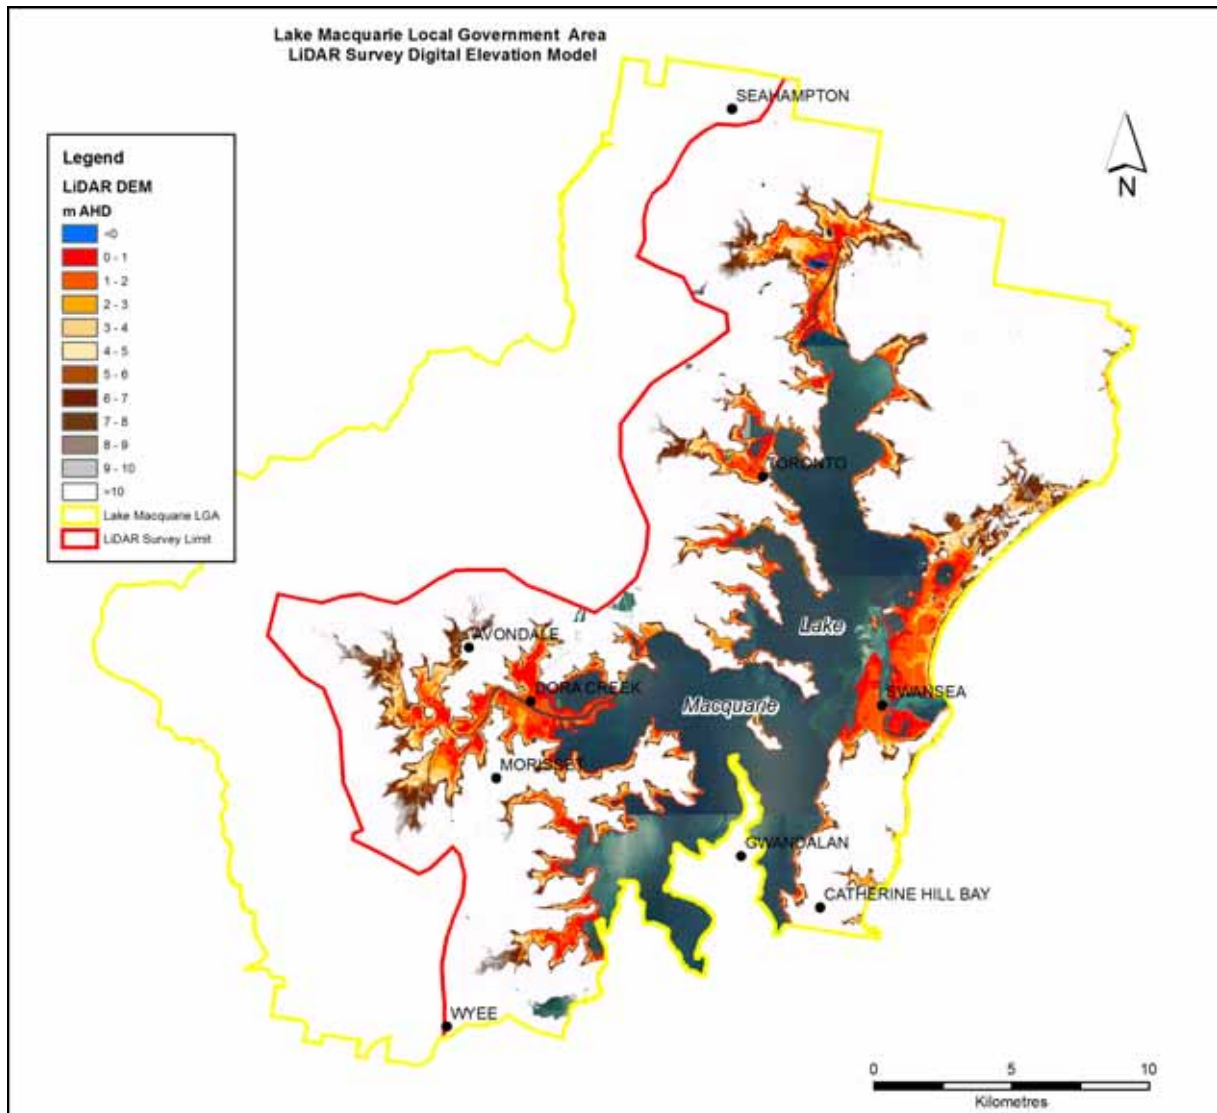 Lake Macquarie Local Government Area
LiDAR Survey Digital Elevation Model
SEAHAMPTON
N
Legend
LiDAR DEM
m AHD
<0
0 - 1
1 - 2
2 - 3
3 - 4
4 - 5
5 - 6
6 - 7
7 - 8
8 - 9
9 - 10
>10
Lake Macquarie LGA
LiDAR Survey Limit
TORONTO
Lake
AVONDALE
DORA CREEK
SWANSEA
Macquarie
MORISSET
GWANDALAN
CATHERINE HILL BAY
WYEE
0 5 10
Kilometres